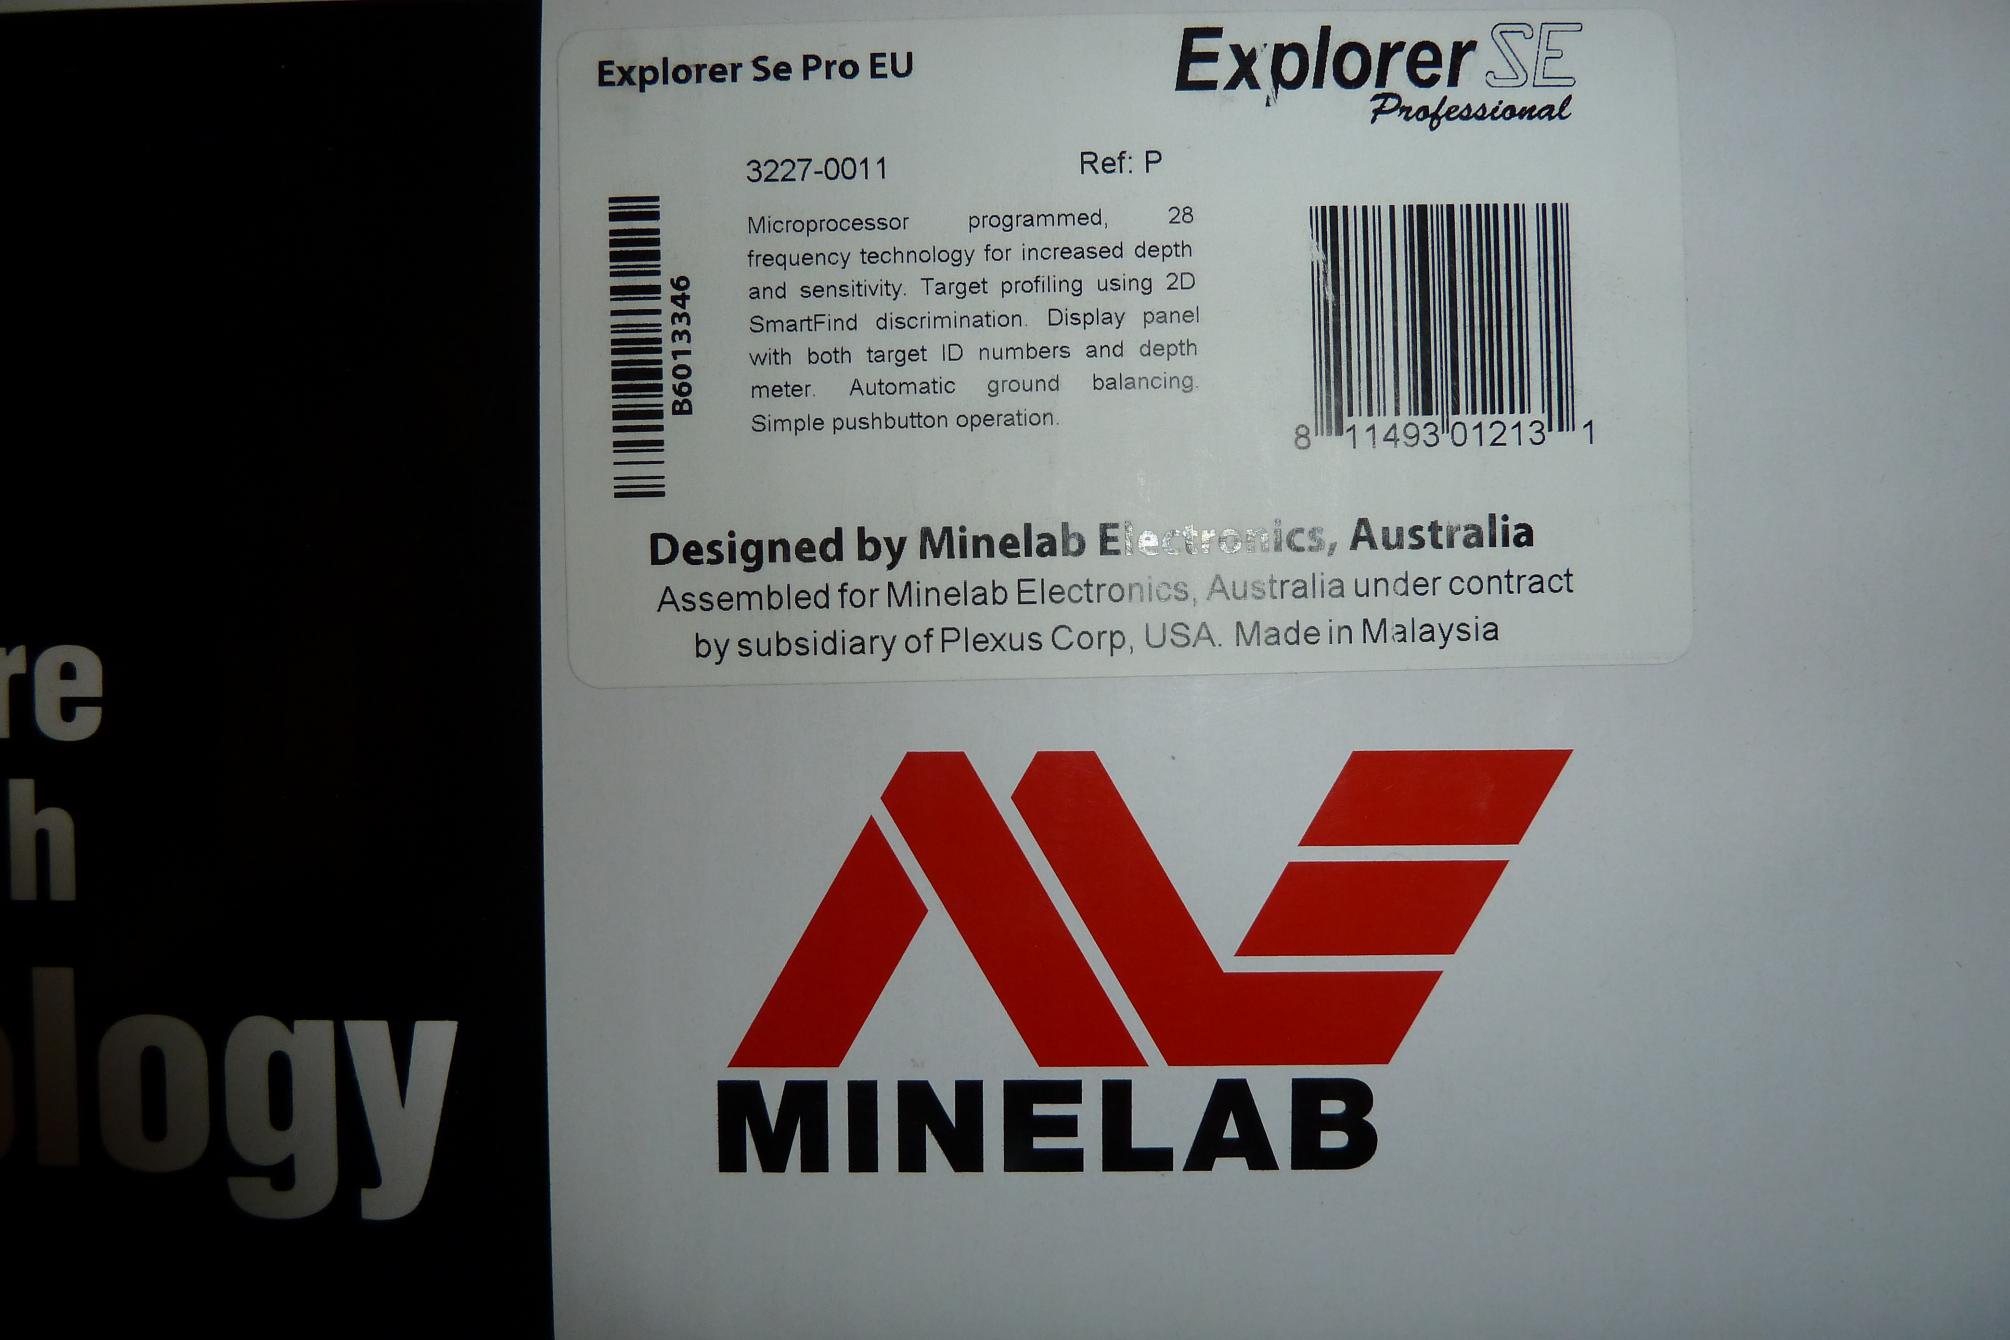 Explorer Se Pro EU
Explorer SE
Professional
3227-0011 Ref: P
B6013346
Microprocessor programmed, 28
frequency technology for increased depth
and sensitivity. Target profiling using 2D
SmartFind discrimination. Display panel
with both target ID numbers and depth
meter. Automatic ground balancing.
Simple pushbutton operation.
8 11493 01213 1
Designed by Minelab Electronics, Australia
Assembled for Minelab Electronics, Australia under contract
by subsidiary of Plexus Corp, USA. Made in Malaysia
MINELAB
re
h
ology